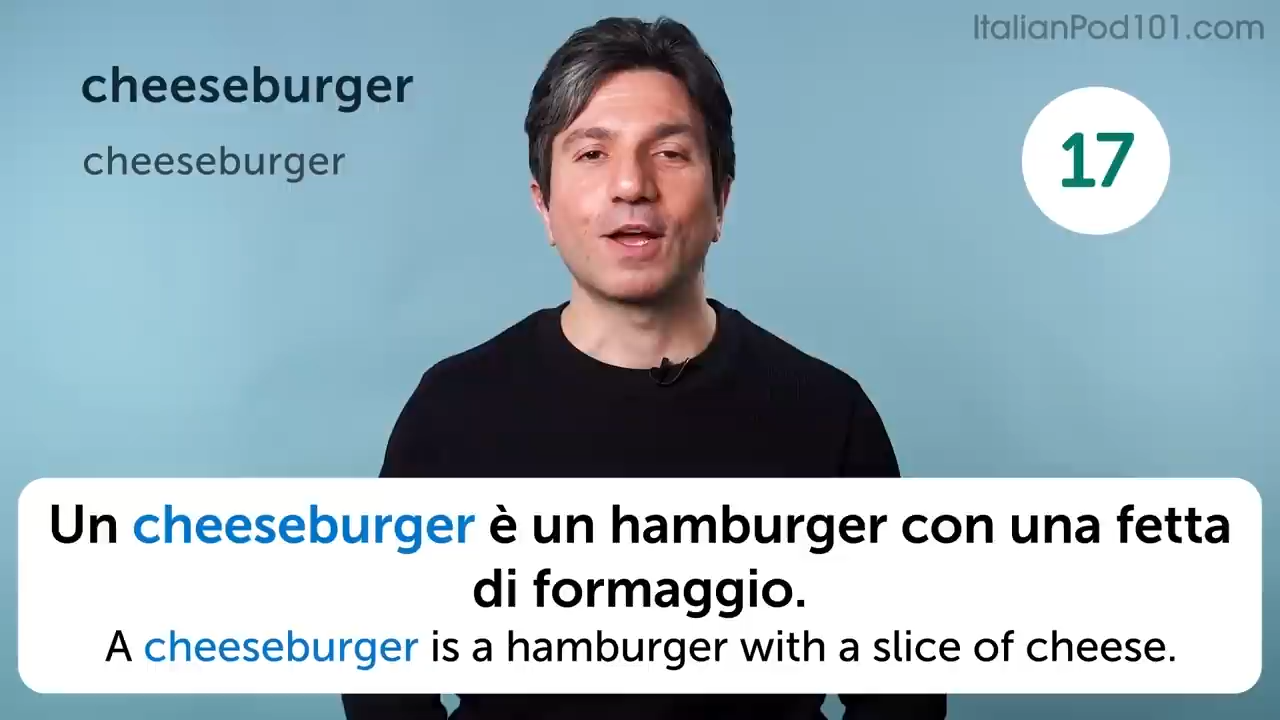 ItalianPod101.com
cheeseburger
cheeseburger
17
Un cheeseburger è un hamburger con una fetta
di formaggio.
A cheeseburger is a hamburger with a slice of cheese.